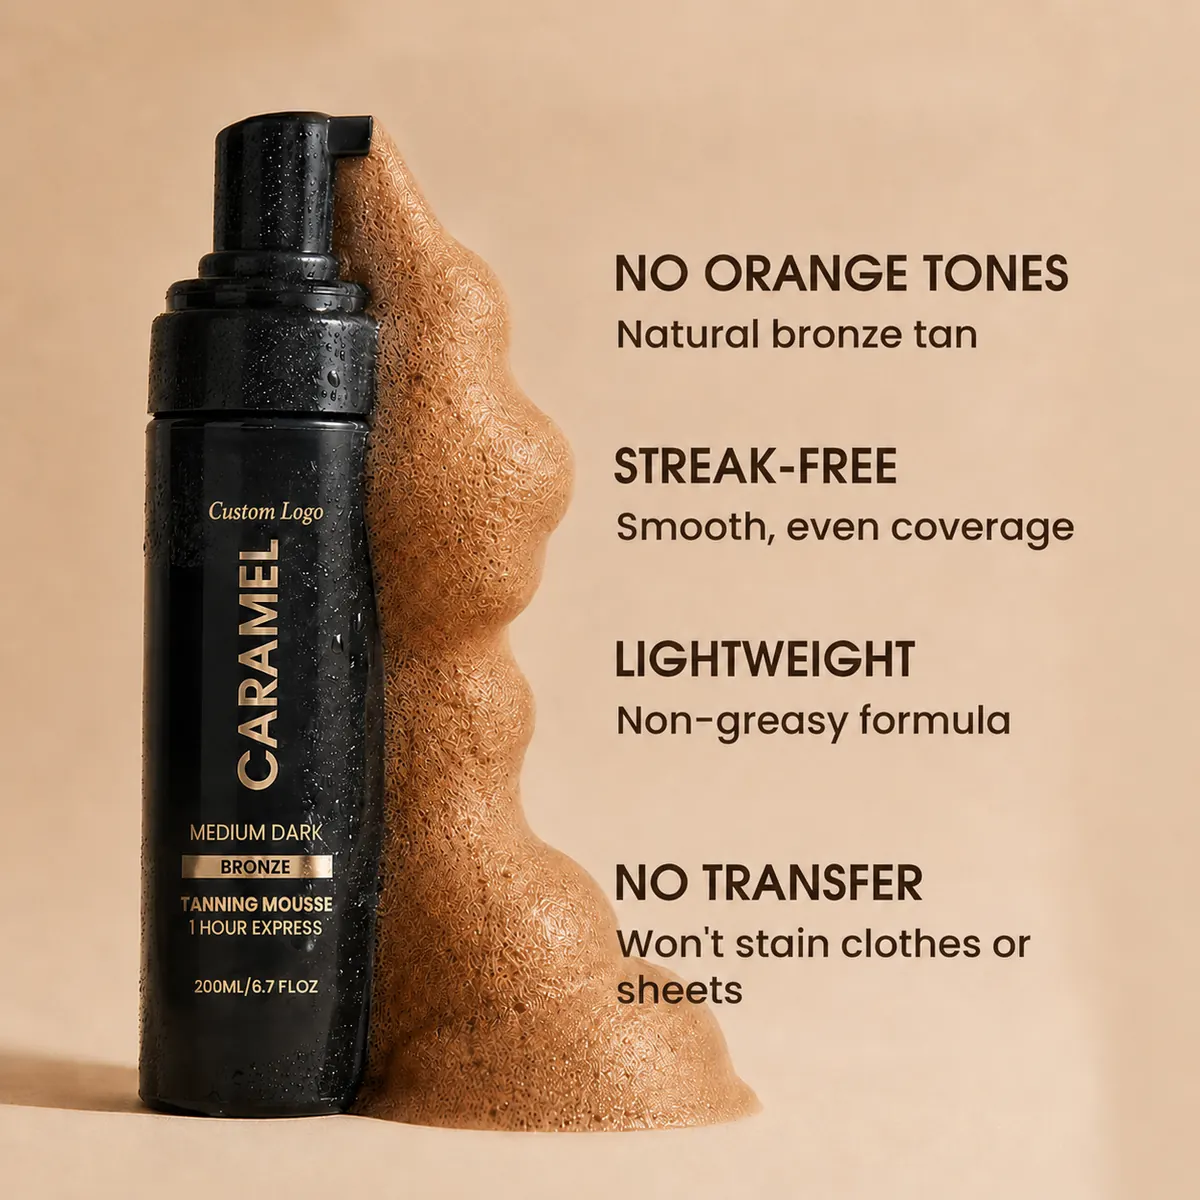 Custom Logo
CARAMEL
MEDIUM DARK
BRONZE
TANNING MOUSSE
1 HOUR EXPRESS
200ML/6.7 FLOZ
NO ORANGE TONES
Natural bronze tan
STREAK-FREE
Smooth, even coverage
LIGHTWEIGHT
Non-greasy formula
NO TRANSFER
Won't stain clothes or
sheets